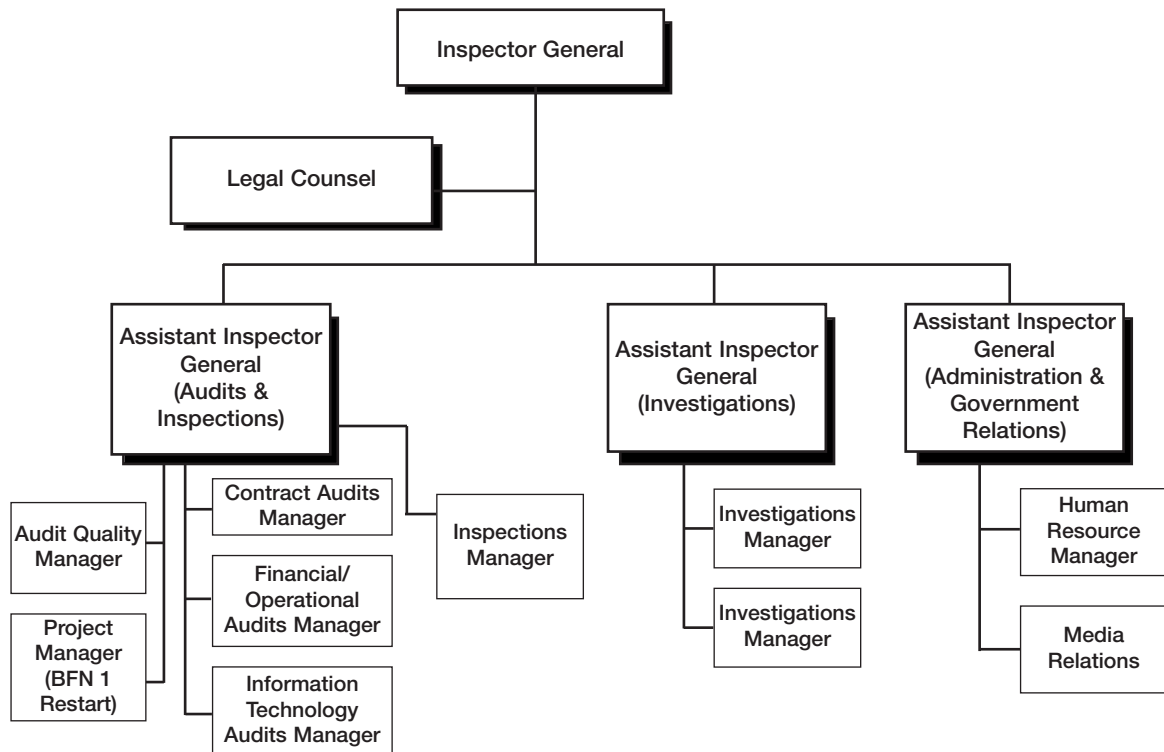 Inspector General
Legal Counsel
Assistant Inspector
General
(Audits &
Inspections)
Assistant Inspector
General
(Investigations)
Assistant Inspector
General
(Administration &
Government
Relations)
Audit Quality
Manager
Project
Manager
(BFN 1
Restart)
Contract Audits
Manager
Financial/
Operational
Audits Manager
Information
Technology
Audits Manager
Inspections
Manager
Investigations
Manager
Investigations
Manager
Human
Resource
Manager
Media
Relations